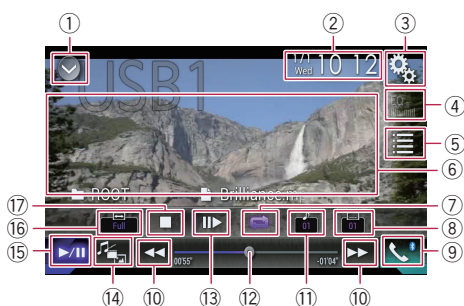 ① ② ③
1/1
Wed 10 12
USB1
④
⑤
⑥
ROOT
Brilliance.m
⑰ ⑦
Full
01
01
⑯ ⑧
00'55"
-01'04"
⑮ ⑭ ⑩ ⑬ ⑫ ⑪ ⑩ ⑨